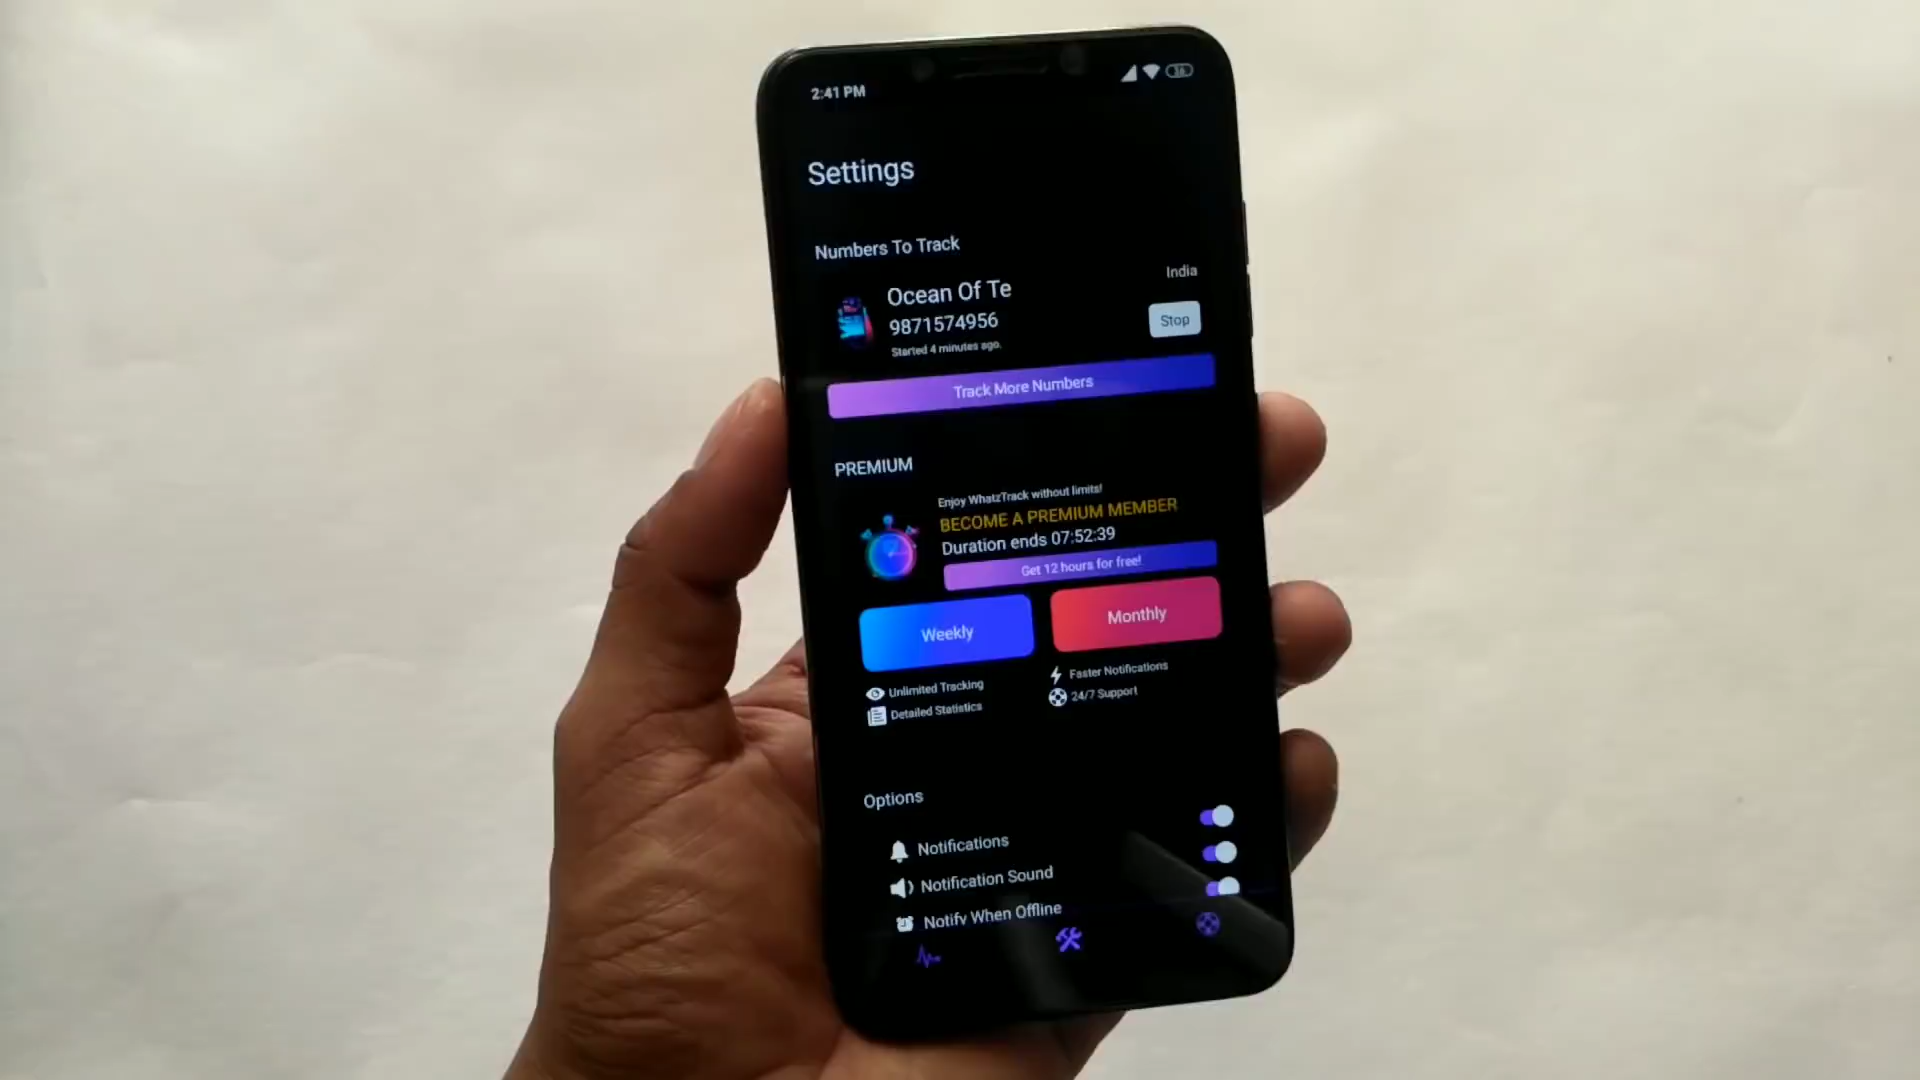 2:41 PM
36
Settings
Numbers To Track
India
Ocean Of Te
9871574956
Stop
Started 4 minutes ago.
Track More Numbers
PREMIUM
Enjoy WhatzTrack without limits!
BECOME A PREMIUM MEMBER
Duration ends 07:52:39
Get 12 hours for free!
Weekly
Monthly
Unlimited Tracking
Faster Notifications
Detailed Statistics
24/7 Support
Options
Notifications
Notification Sound
Notify When Offline